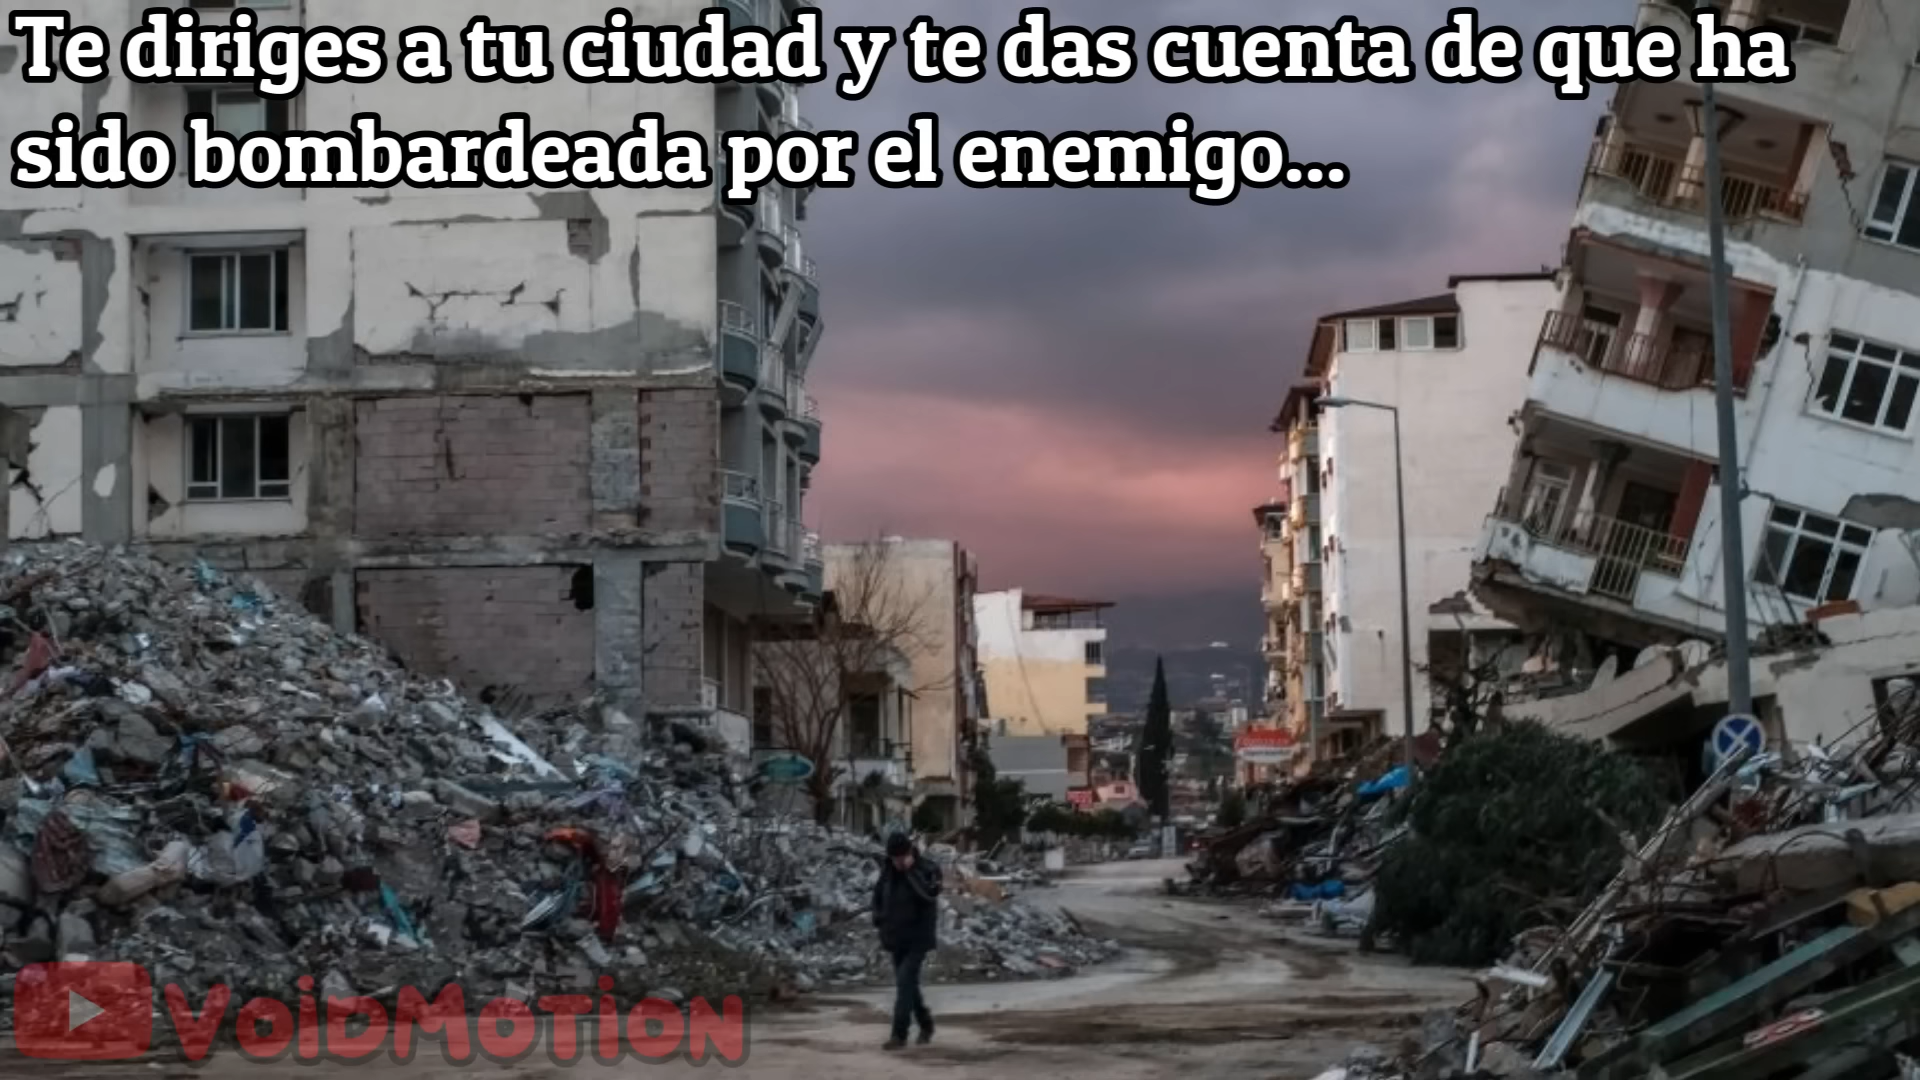 Te diriges a tu ciudad y te das cuenta de que ha
sido bombardeada por el enemigo...
VoidMotion